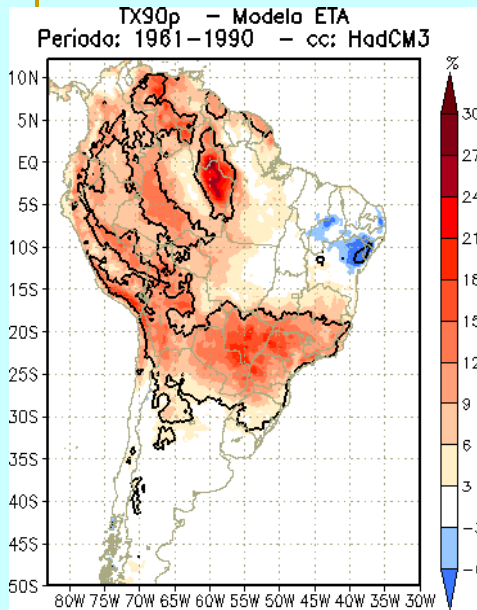 TX90p – Modelo ETA
Periodo: 1961–1990 – cc: HadCM3
%
10N
5N
EQ
5S
10S
15S
20S
25S
30S
35S
40S
45S
50S
80W 75W 70W 65W 60W 55W 50W 45W 40W 35W 30W
30
27
24
21
18
15
12
9
6
3